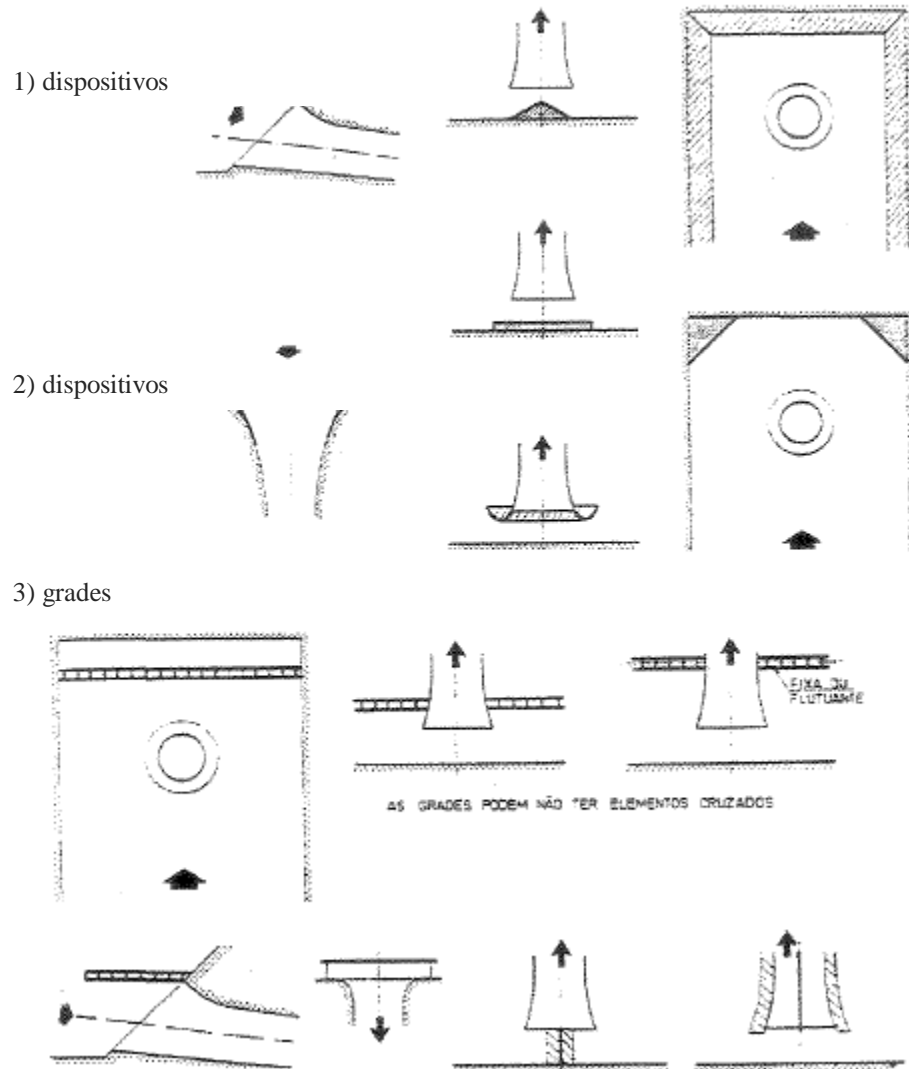 1) dispositivos
2) dispositivos
3) grades
FIXA OU
FLUTUANTE
AS GRADES PODEM NÃO TER ELEMENTOS CRUZADOS